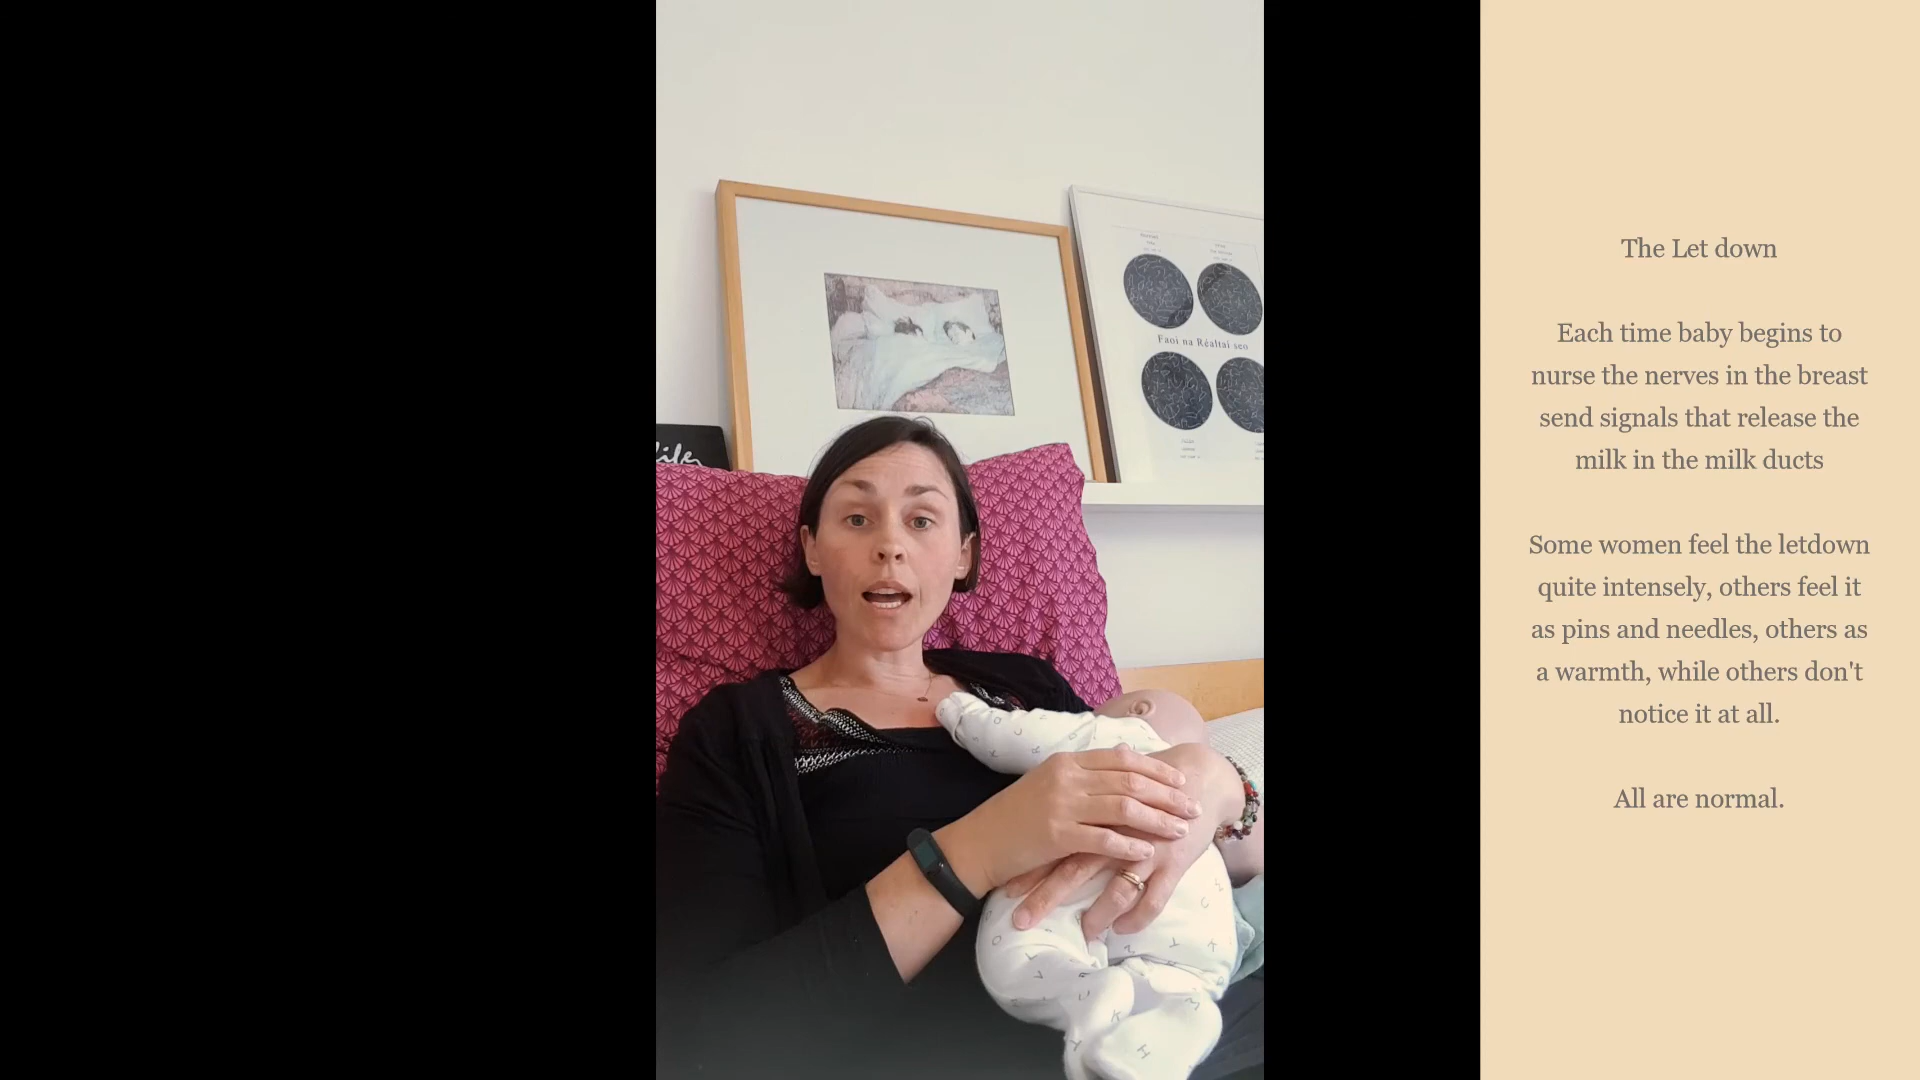 Faoi na Réaltaí seo
life
The Let down
Each time baby begins to
nurse the nerves in the breast
send signals that release the
milk in the milk ducts
Some women feel the letdown
quite intensely, others feel it
as pins and needles, others as
a warmth, while others don't
notice it at all.
All are normal.